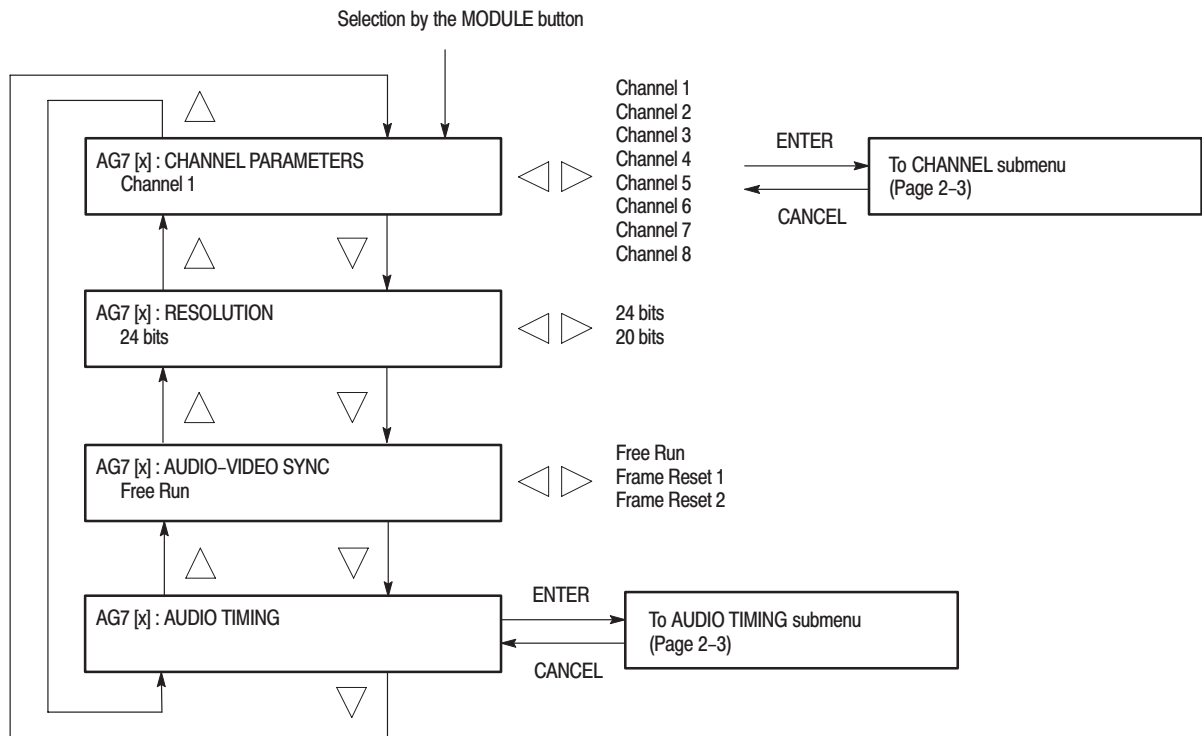 Selection by the MODULE button
AG7 [x] : CHANNEL PARAMETERS
Channel 1
Channel 1
Channel 2
Channel 3
Channel 4
Channel 5
Channel 6
Channel 7
Channel 8
ENTER
CANCEL
To CHANNEL submenu
(Page 2–3)
AG7 [x] : RESOLUTION
24 bits
24 bits
20 bits
AG7 [x] : AUDIO–VIDEO SYNC
Free Run
Free Run
Frame Reset 1
Frame Reset 2
AG7 [x] : AUDIO TIMING
ENTER
CANCEL
To AUDIO TIMING submenu
(Page 2–3)